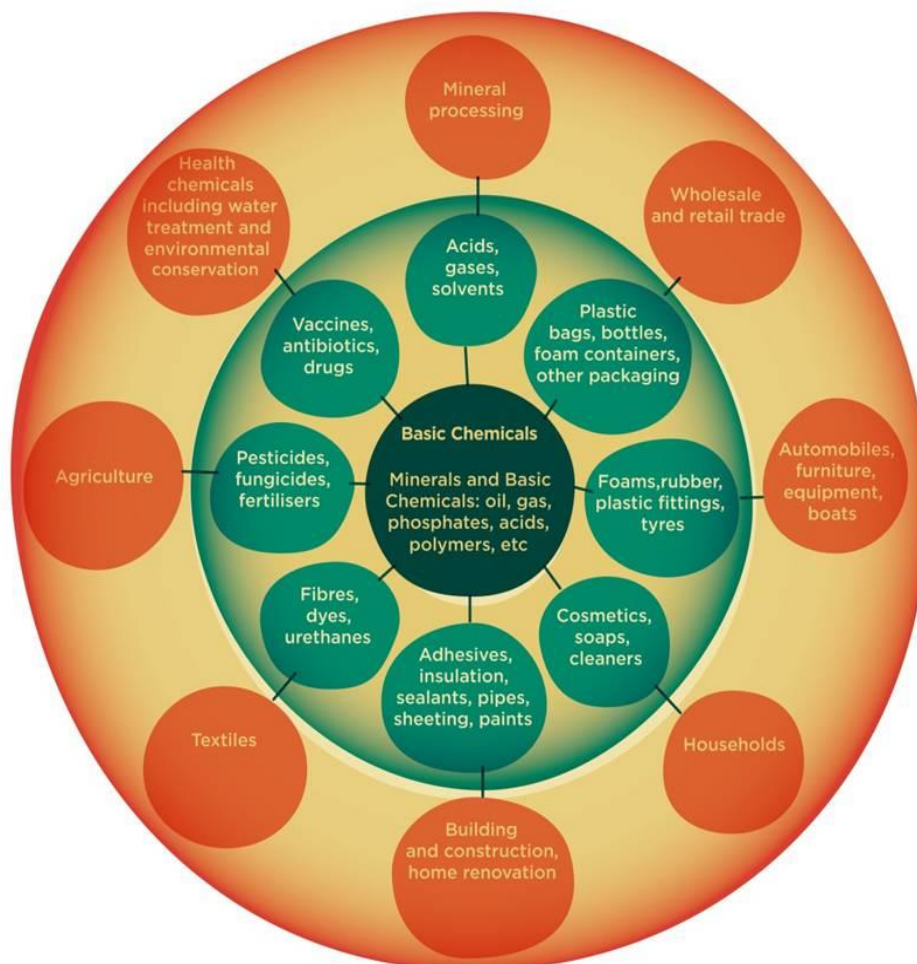 Mineral
processing
Health
chemicals
including water
treatment and
environmental
conservation
Wholesale
and retail trade
Acids,
gases,
solvents
Vaccines,
antibiotics,
drugs
Plastic
bags, bottles,
foam containers,
other packaging
Basic Chemicals
Minerals and Basic
Chemicals: oil, gas,
phosphates, acids,
polymers, etc
Agriculture
Pesticides,
fungicides,
fertilisers
Foams,rubber,
plastic fittings,
tyres
Automobiles,
furniture,
equipment,
boats
Fibres,
dyes,
urethanes
Adhesives,
insulation,
sealants, pipes,
sheeting, paints
Cosmetics,
soaps,
cleaners
Textiles
Households
Building
and construction,
home renovation